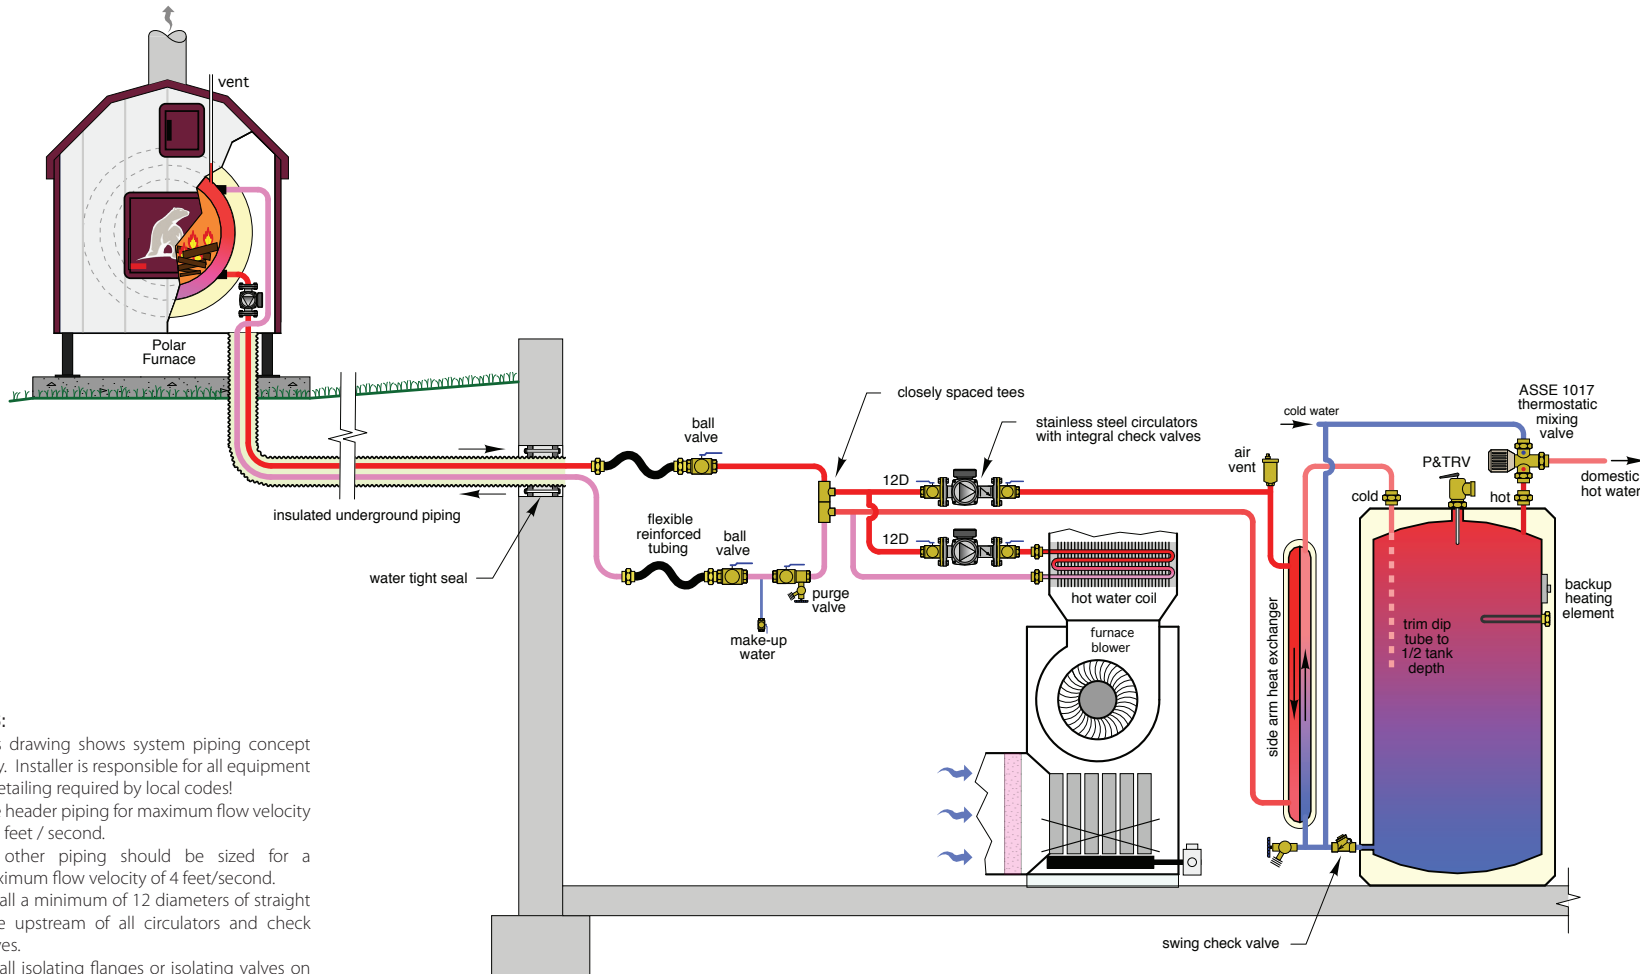 vent
Polar
Furnace
insulated underground piping
water tight seal
ball
valve
flexible
reinforced
tubing
ball
valve
make-up
water
purge
valve
closely spaced tees
stainless steel circulators
with integral check valves
12D
12D
hot water coil
furnace
blower
air
vent
cold water
ASSE 1017
thermostatic
mixing
valve
P&TRV
cold
hot
domestic
hot water
side arm heat exchanger
trim dip
tube to
1/2 tank
depth
backup
heating
element
swing check valve
:
drawing shows system piping concept
Installer is responsible for all equipment
required by local codes!
header piping for maximum flow velocity
feet / second.
other piping should be sized for a
flow velocity of 4 feet/second.
a minimum of 12 diameters of straight
upstream of all circulators and check
isolating flanges or isolating valves on